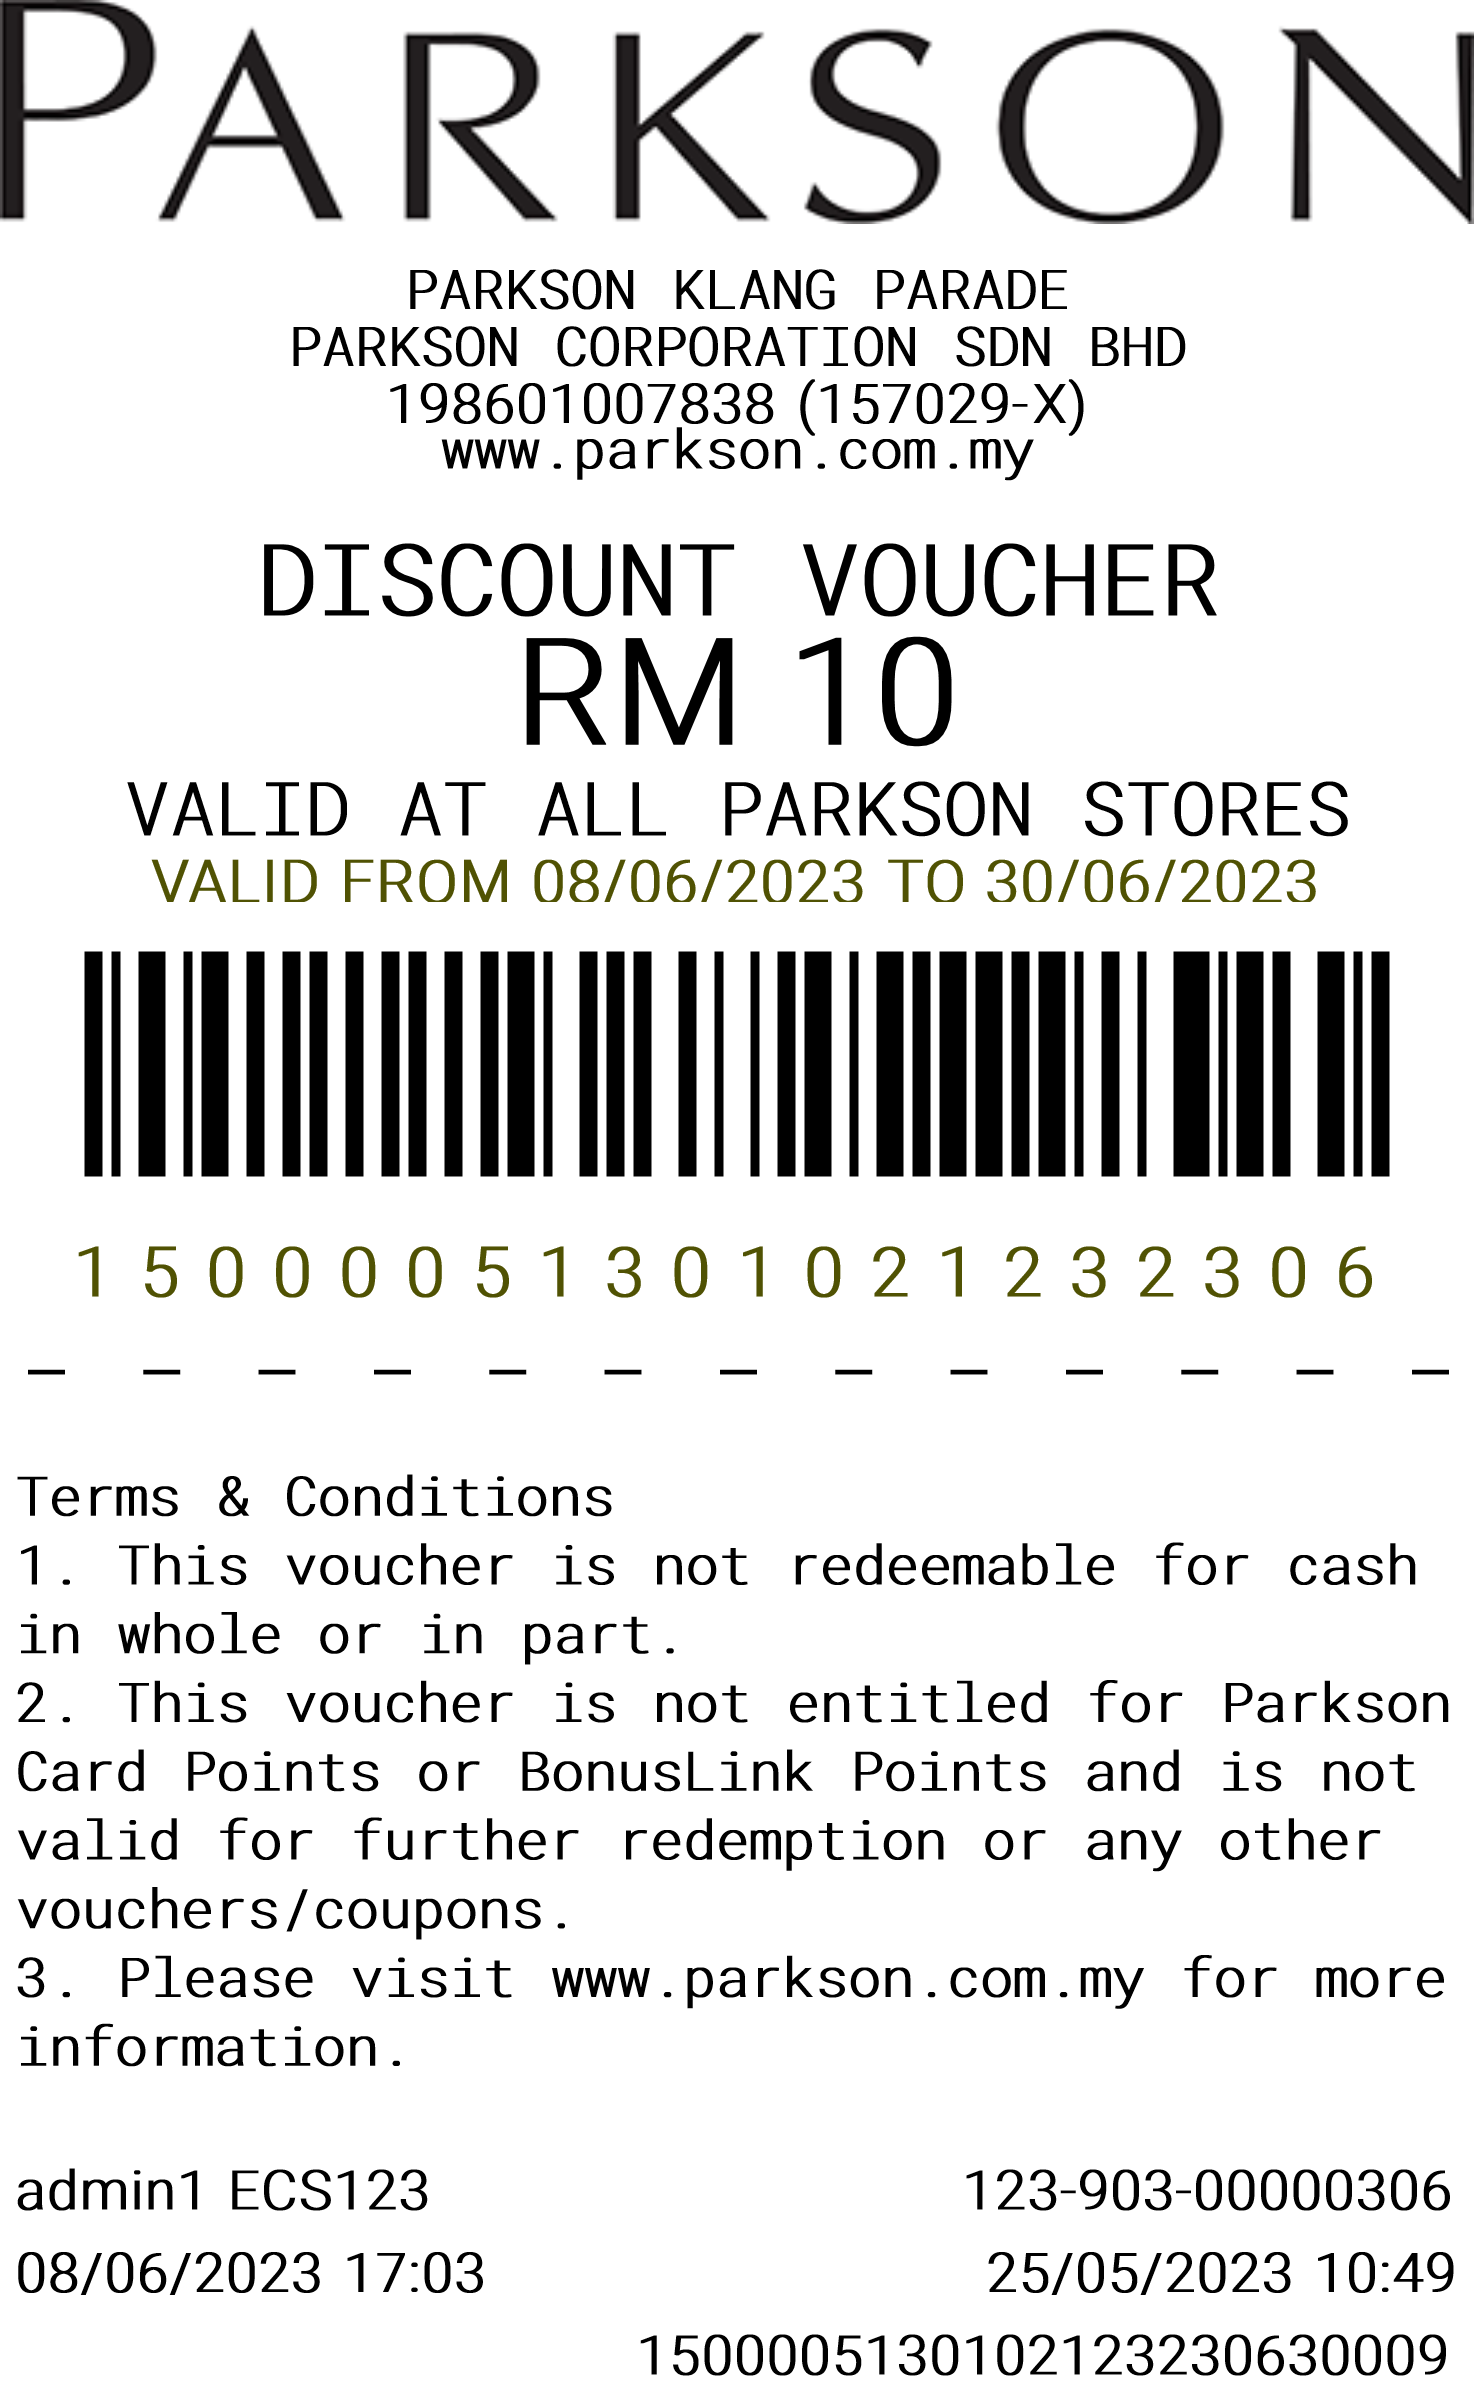 PARKSON
PARKSON KLANG PARADE
PARKSON CORPORATION SDN BHD
198601007838 (157029-X)
www.parkson.com.my
DISCOUNT VOUCHER
RM 10
VALID AT ALL PARKSON STORES
VALID FROM 08/06/2023 TO 30/06/2023
1 5 0 0 0 0 5 1 3 0 1 0 2 1 2 3 2 3 0 6
- - - - - - - - - - - - -
Terms & Conditions
1. This voucher is not redeemable for cash
in whole or in part.
2. This voucher is not entitled for Parkson
Card Points or BonusLink Points and is not
valid for further redemption or any other
vouchers/coupons.
3. Please visit www.parkson.com.my for more
information.
admin1 ECS123 123-903-00000306
08/06/2023 17:03 25/05/2023 10:49
1500005130102123230630009